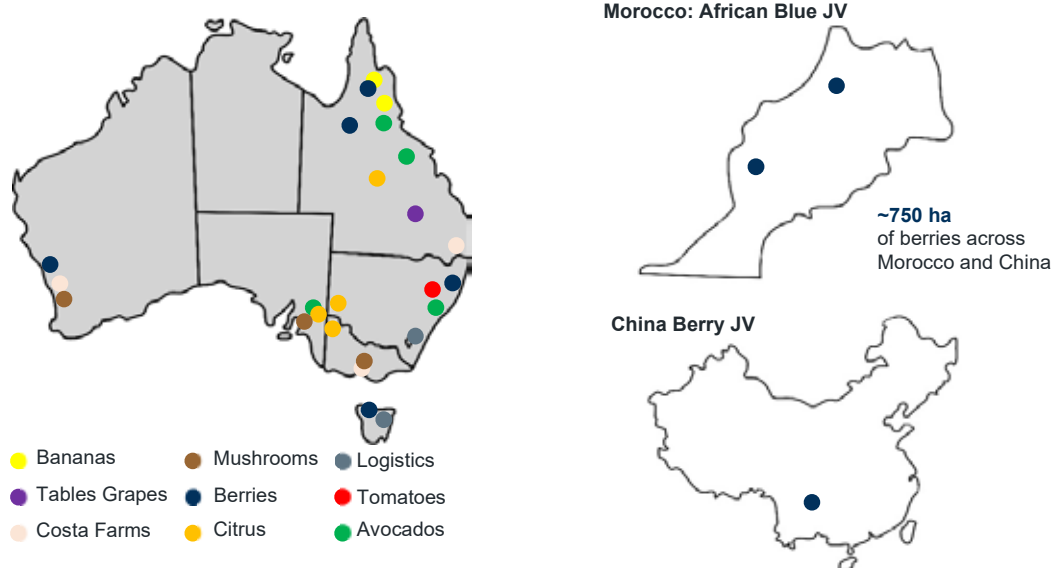 Morocco: African Blue JV
~750 ha
of berries across
Morocco and China
China Berry JV
Bananas
Mushrooms
Logistics
Tables Grapes
Berries
Tomatoes
Costa Farms
Citrus
Avocados